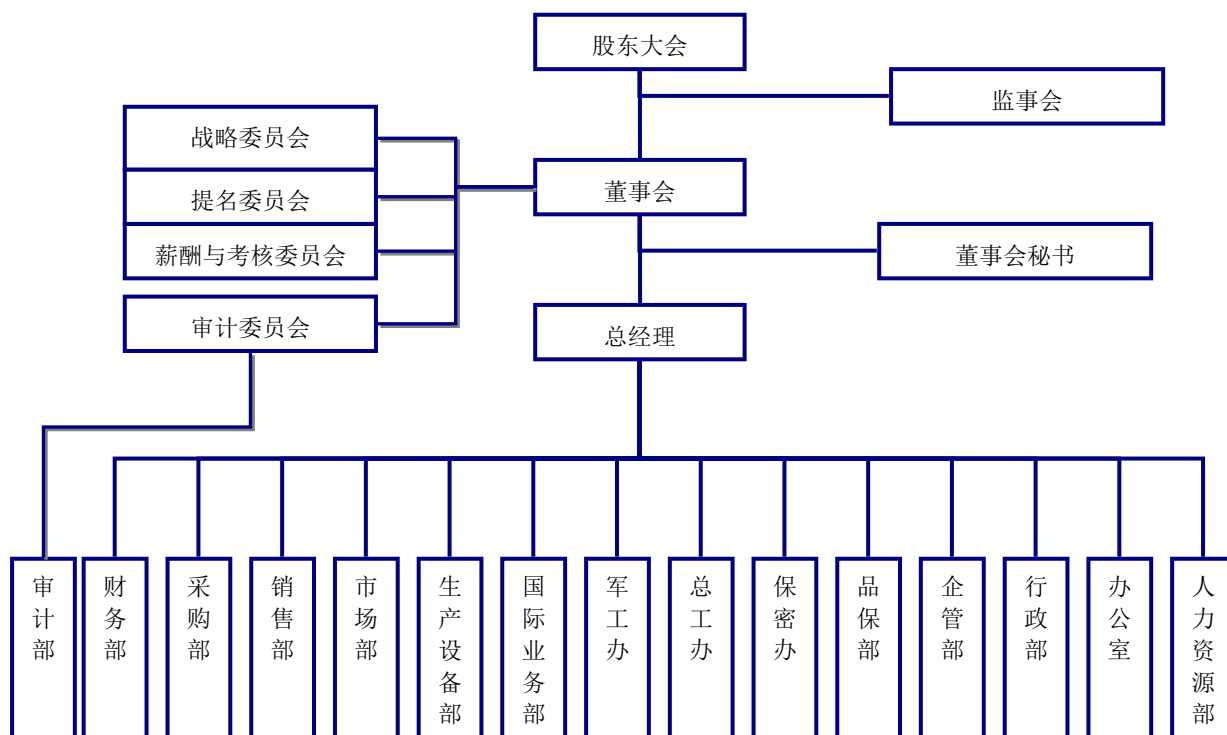 股东大会
监事会
战略委员会
提名委员会
董事会
薪酬与考核委员会
董事会秘书
审计委员会
总经理
审计部
财务部
采购部
销售部
市场部
生产设备部
国际业务部
军工办
总工办
保密办
品保部
企管部
行政部
办公室
人力资源部